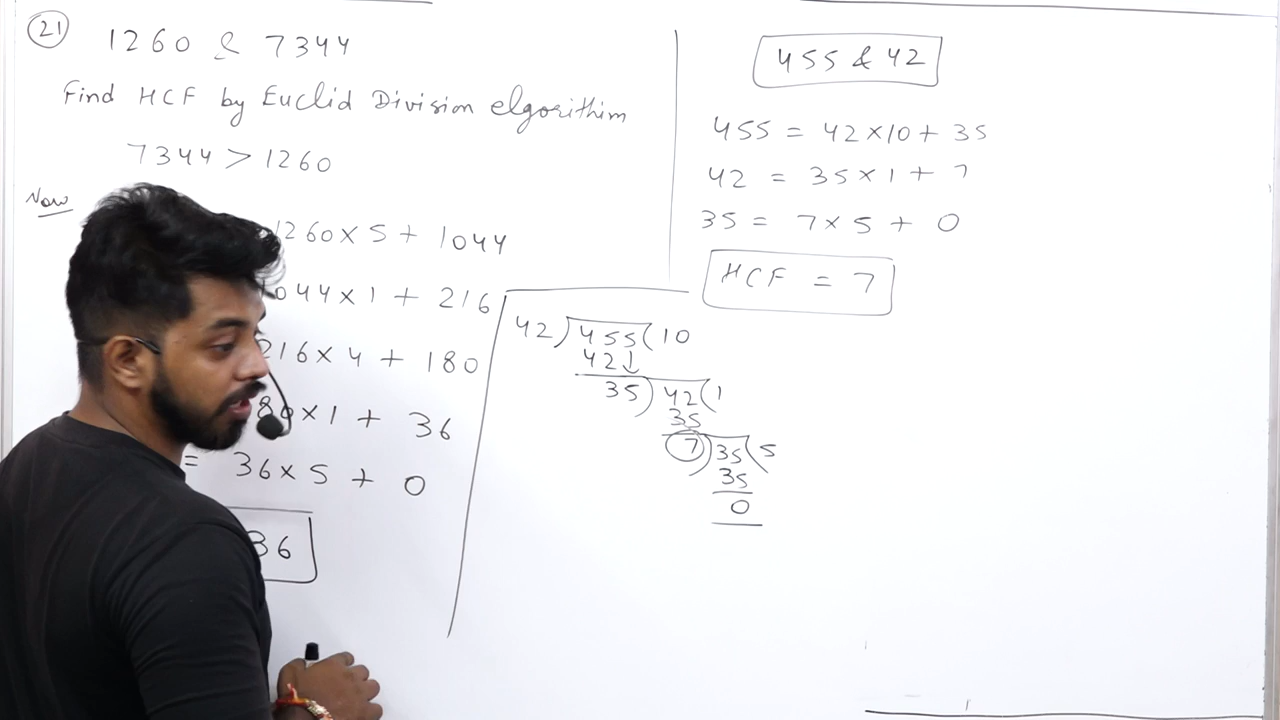 21
1260 & 7344
Find HCF by Euclid Division elgorithim
7344 > 1260
Now
1260 × 5 + 1044
1044 × 1 + 216
216 × 4 + 180
180 × 1 + 36
= 36 × 5 + 0
36
455 & 42
455 = 42 × 10 + 35
42 = 35 × 1 + 7
35 = 7 × 5 + 0
HCF = 7
42 ) 455 ( 10
42 ↓
35 ) 42 ( 1
35
7 ) 35 ( 5
35
0